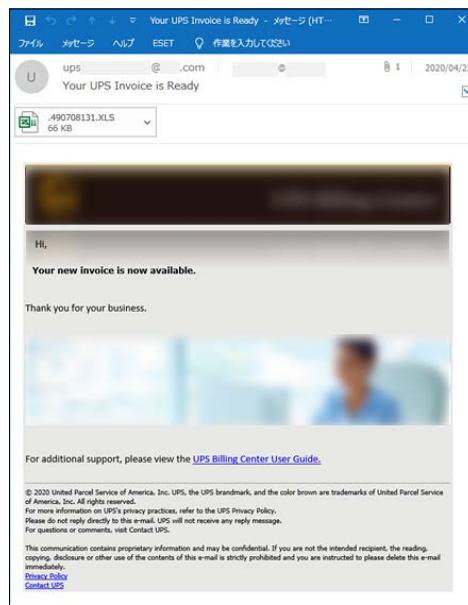 Your UPS Invoice is Ready - メッセージ (HT…
ファイル メッセージ ヘルプ ESET 作業を入力してください
U
ups @ .com @ 1 2020/04/2
Your UPS Invoice is Ready
.490708131.XLS
66 KB
Hi,
Your new invoice is now available.
Thank you for your business.
For additional support, please view the UPS Billing Center User Guide.
© 2020 United Parcel Service of America, Inc. UPS, the UPS brandmark, and the color brown are trademarks of United Parcel Service
of America, Inc. All rights reserved.
For more information on UPS's privacy practices, refer to the UPS Privacy Policy.
Please do not reply directly to this e-mail. UPS will not receive any reply message.
For questions or comments, visit Contact UPS.
This communication contains proprietary information and may be confidential. If you are not the intended recipient, the reading,
copying, disclosure or other use of the contents of this e-mail is strictly prohibited and you are instructed to please delete this e-mail
immediately.
Privacy Policy
Contact UPS